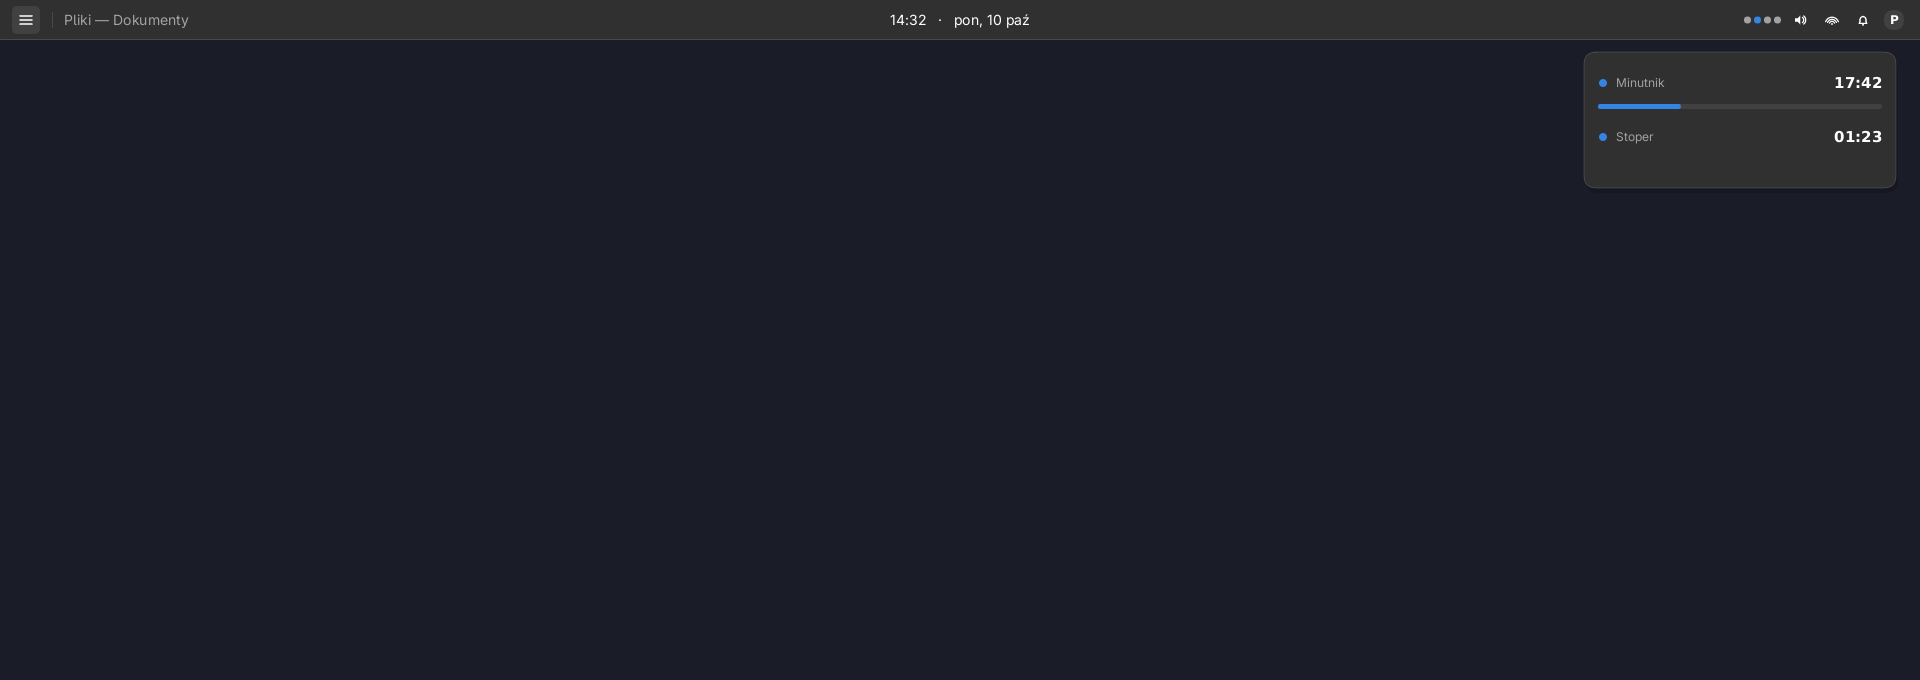 Pliki — Dokumenty
14:32 · pon, 10 paź
P
Minutnik 17:42
Stoper 01:23